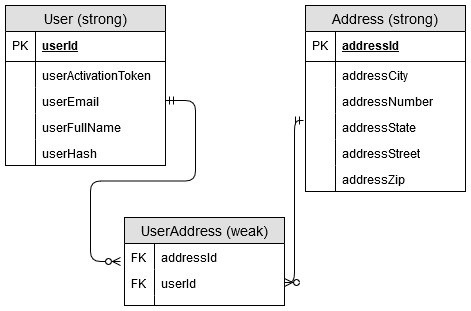 User (strong)
PK userId
userActivationToken
userEmail
userFullName
userHash
Address (strong)
PK addressId
addressCity
addressNumber
addressState
addressStreet
addressZip
UserAddress (weak)
FK addressId
FK userId